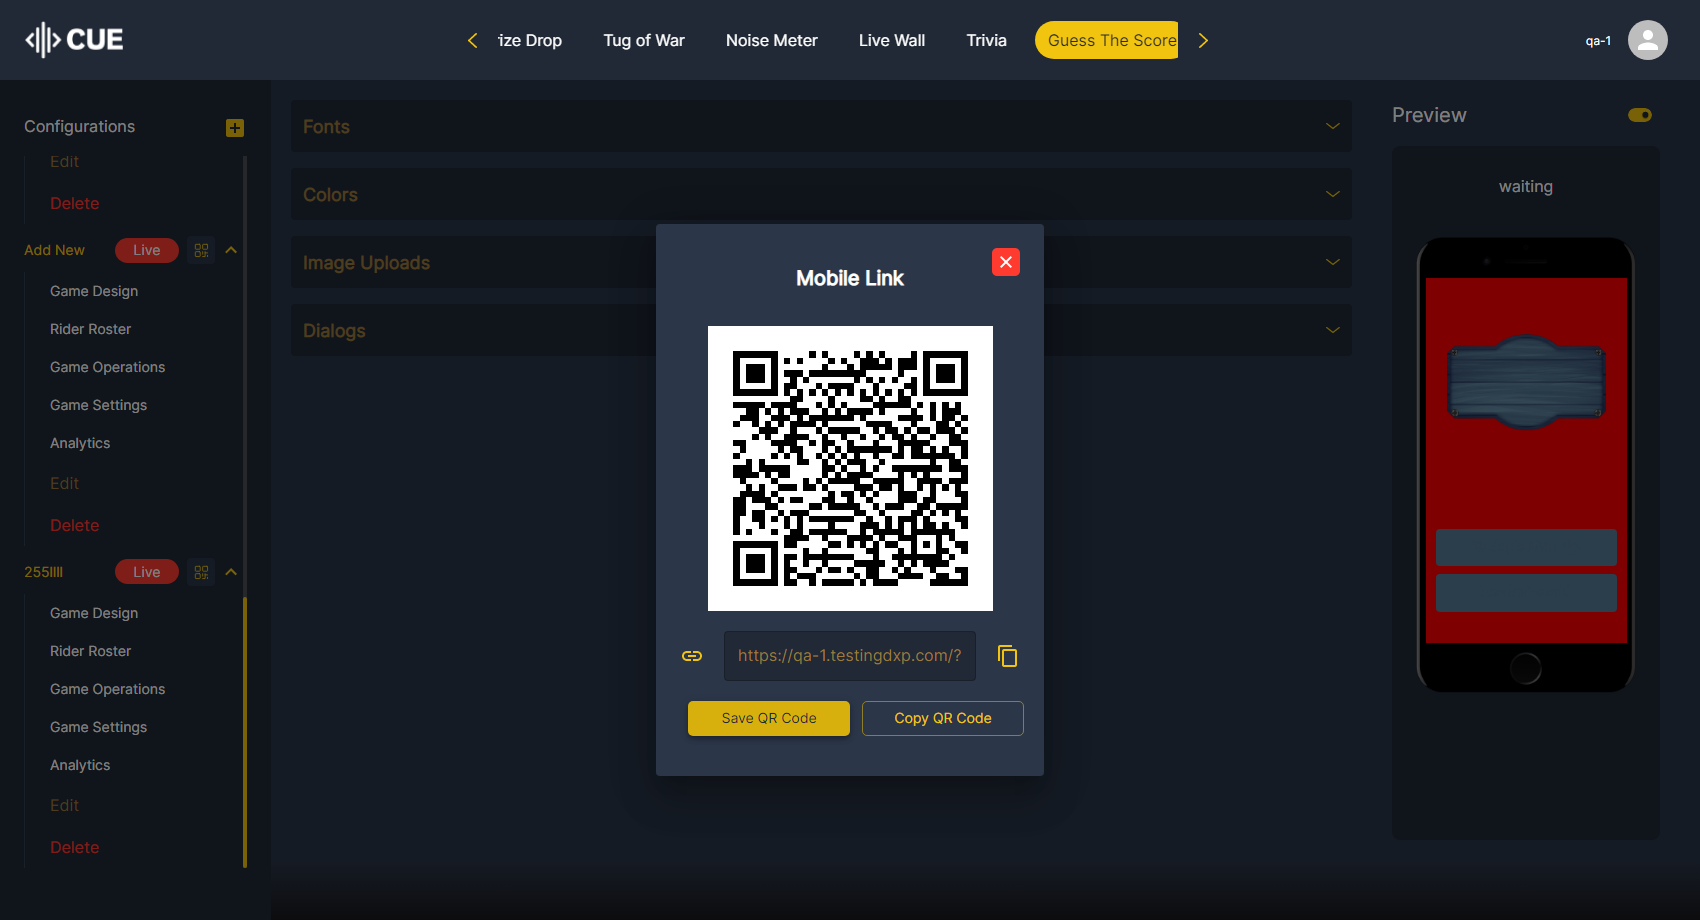 CUE
ize Drop
Tug of War
Noise Meter
Live Wall
Trivia
Guess The Score
qa-1
Configurations
Edit
Delete
Add New
Live
Game Design
Rider Roster
Game Operations
Game Settings
Analytics
Edit
Delete
255llll
Live
Game Design
Rider Roster
Game Operations
Game Settings
Analytics
Edit
Delete
Fonts
Colors
Image Uploads
Dialogs
Mobile Link
https://qa-1.testingdxp.com/?
Save QR Code
Copy QR Code
Preview
waiting